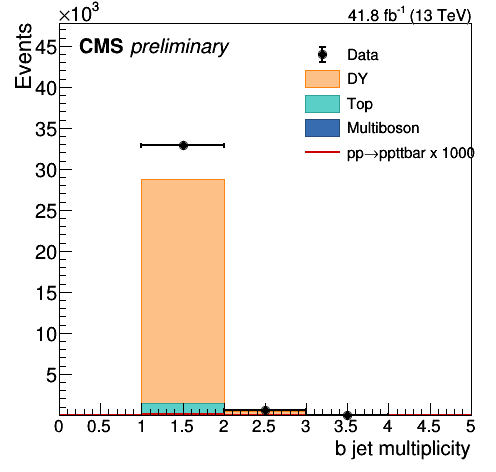 ×10³
41.8 fb⁻¹ (13 TeV)
CMS preliminary
Events
Data
DY
Top
Multiboson
pp→ppttbar x 1000
45
40
35
30
25
20
15
10
5
0 0.5 1 1.5 2 2.5 3 3.5 4 4.5 5
b jet multiplicity